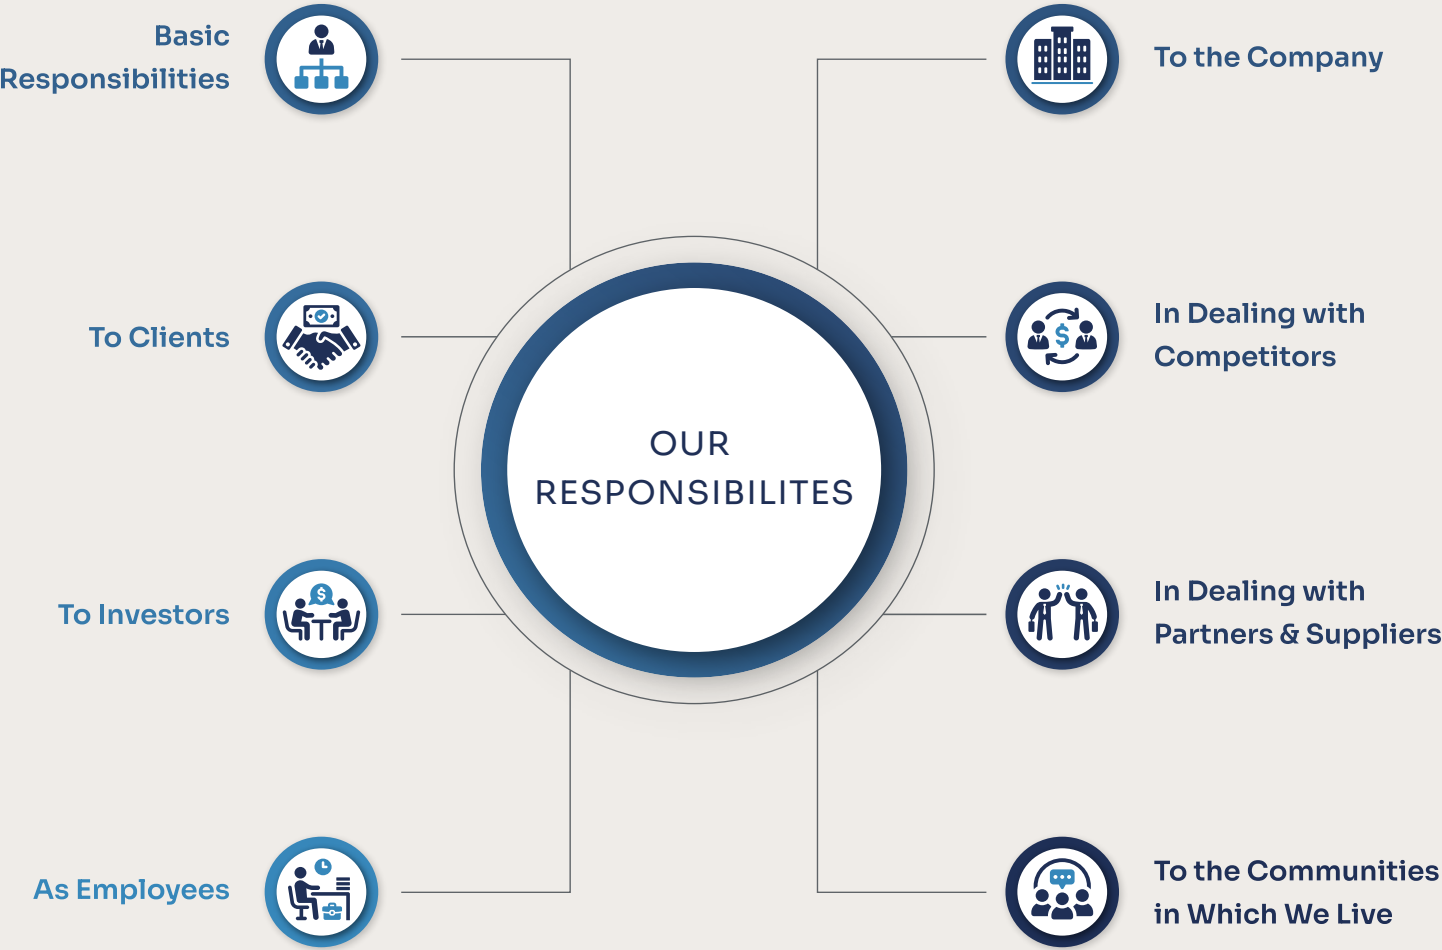 Basic
Responsibilities
To Clients
To Investors
As Employees
OUR
RESPONSIBILITES
To the Company
In Dealing with
Competitors
In Dealing with
Partners & Suppliers
To the Communities
in Which We Live